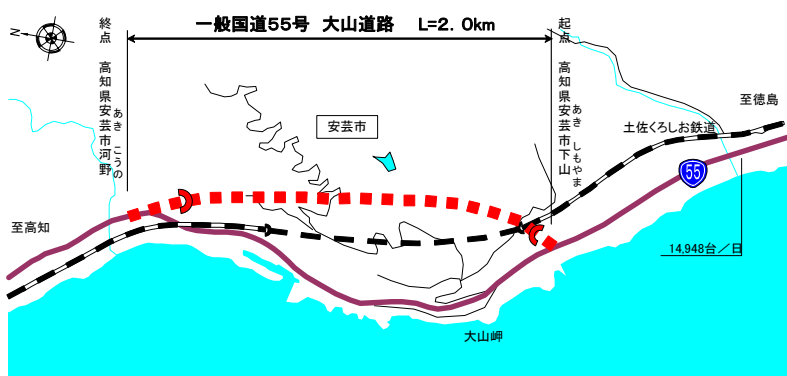 一般国道55号 大山道路 L=2．0km
N
終点 高知県安芸市河野
あき こうの
起点 高知県安芸市下山
あき しもやま
安芸市
至徳島
土佐くろしお鉄道
55
至高知
14,948台／日
大山岬